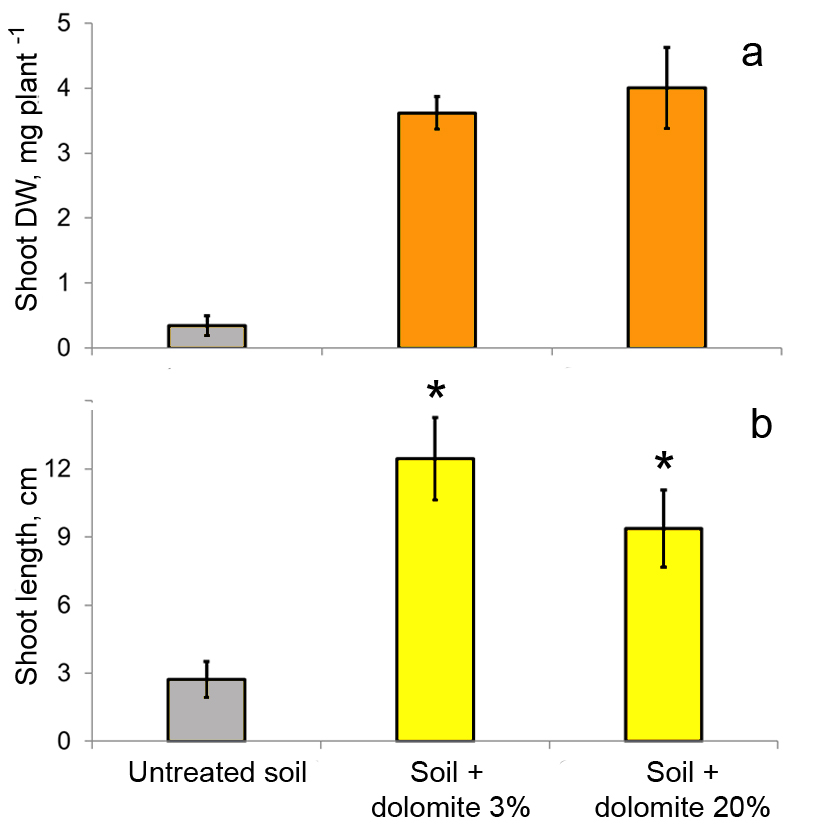 a
Shoot DW, mg plant -1
5
4
3
2
1
0
b
*
*
Shoot length, cm
12
9
6
3
0
Untreated soil
Soil +
dolomite 3%
Soil +
dolomite 20%